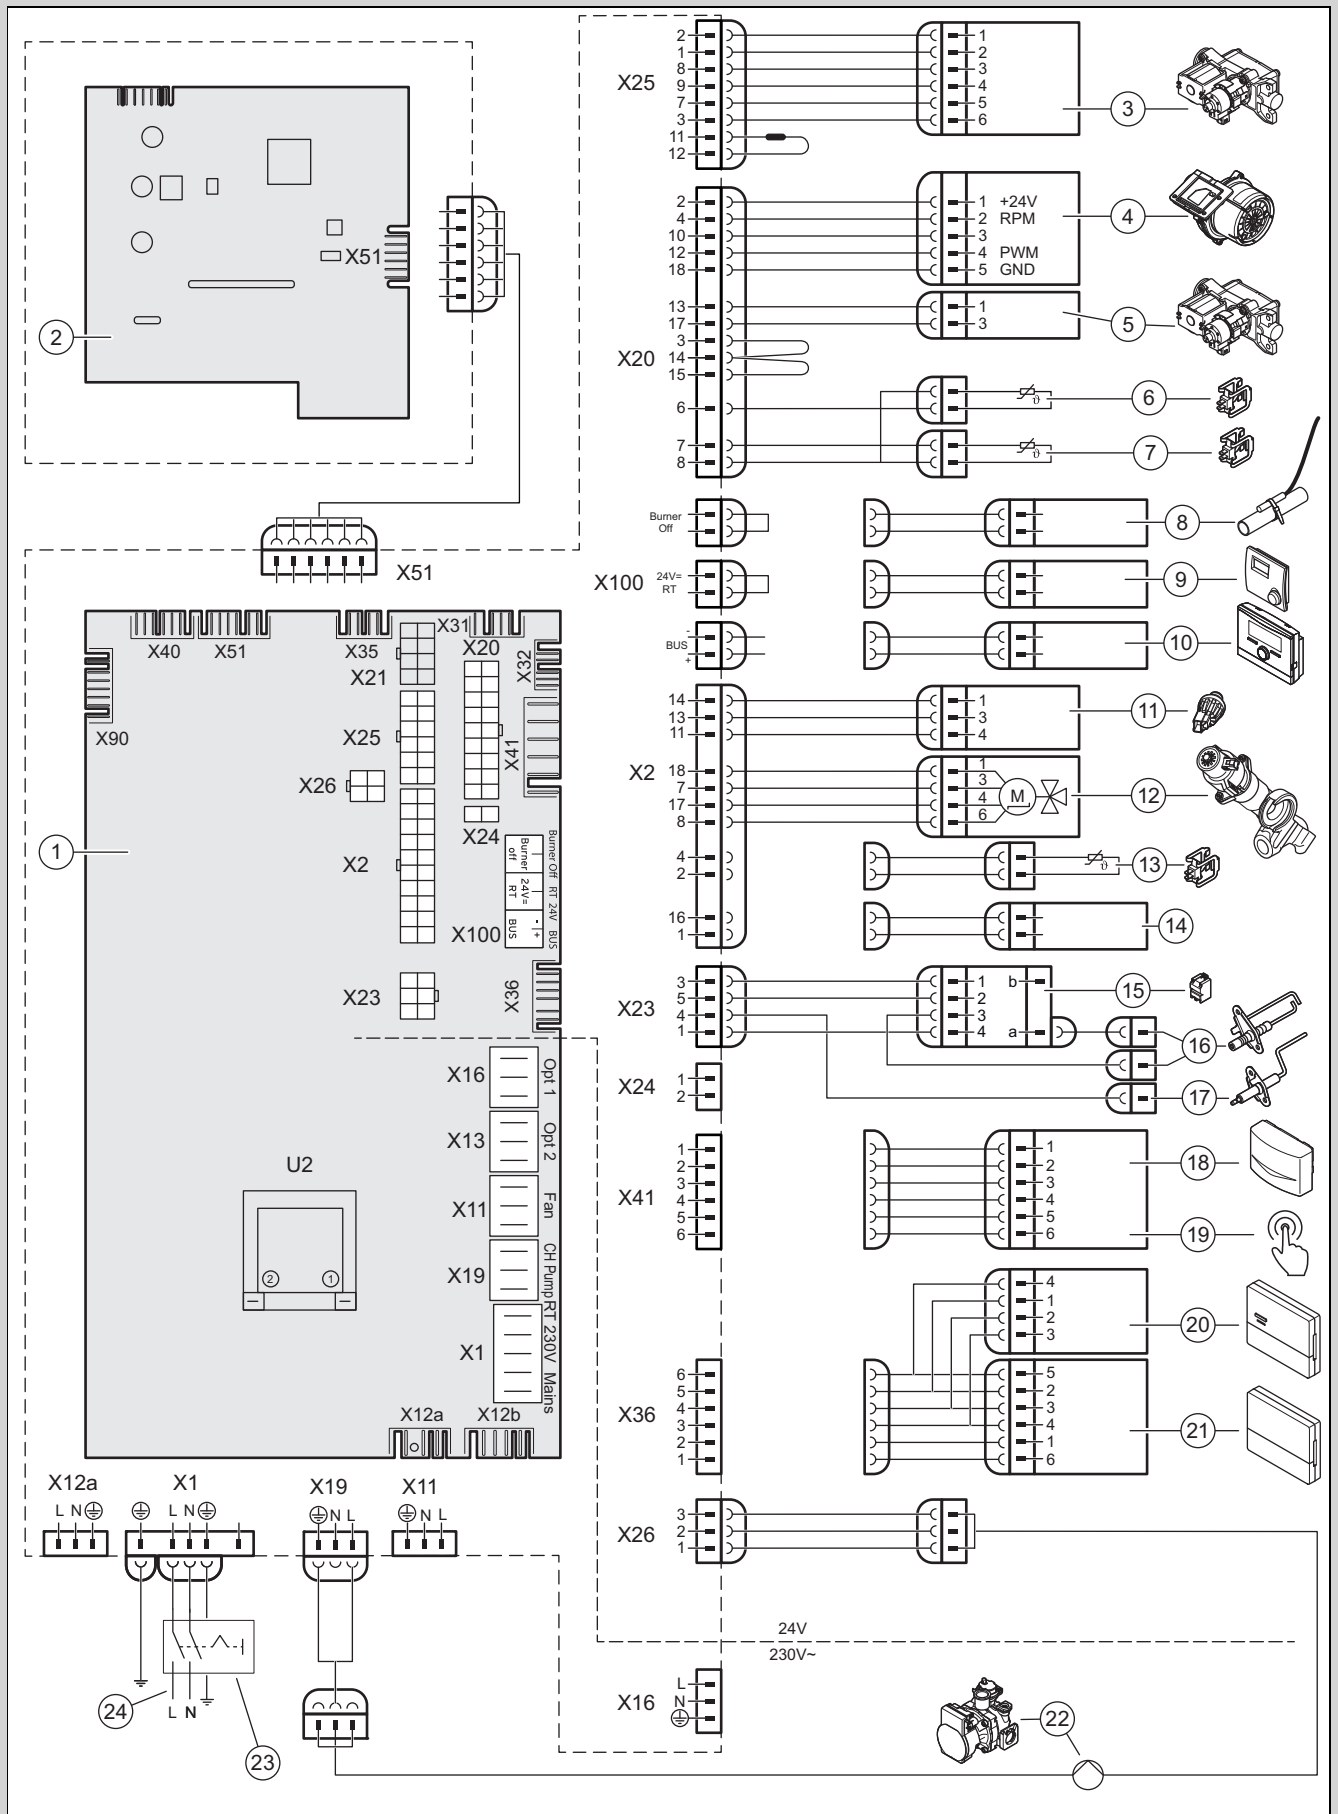 X51
2
X51
X40
X51
X35
X31
X20
X32
X21
X90
X25
X41
X26
X24
1
X2
Burner Off RT 24V BUS
Burner off
24V= RT
BUS - +
X100
X23
X36
X16
Opt 1
X13
Opt 2
U2
X11
Fan
2
1
X19
CH Pump
X1
RT 230V Mains
X12a
X12b
X12a
L N
X1
L N
X19
N L
X11
N L
24
L N
23
X25
2
1
8
9
7
3
11
12
1
2
3
4
5
6
3
X20
2
4
10
12
18
13
17
3
14
15
6
7
8
1 +24V
2 RPM
3
4 PWM
5 GND
4
1
3
5
ϑ
6
ϑ
7
Burner
Off
8
X100
24V=
RT
9
-
BUS
+
10
X2
14
13
11
18
7
17
8
4
2
16
1
1
3
4
11
1
3
4
6
M
12
ϑ
13
14
X23
3
5
4
1
1
2
3
4
b
a
15
16
X24
1
2
17
X41
1
2
3
4
5
6
1
2
3
4
5
6
18
19
4
1
2
3
20
X36
6
5
4
3
2
1
5
2
3
4
1
6
21
X26
3
2
1
24V
230V~
X16
L
N
22